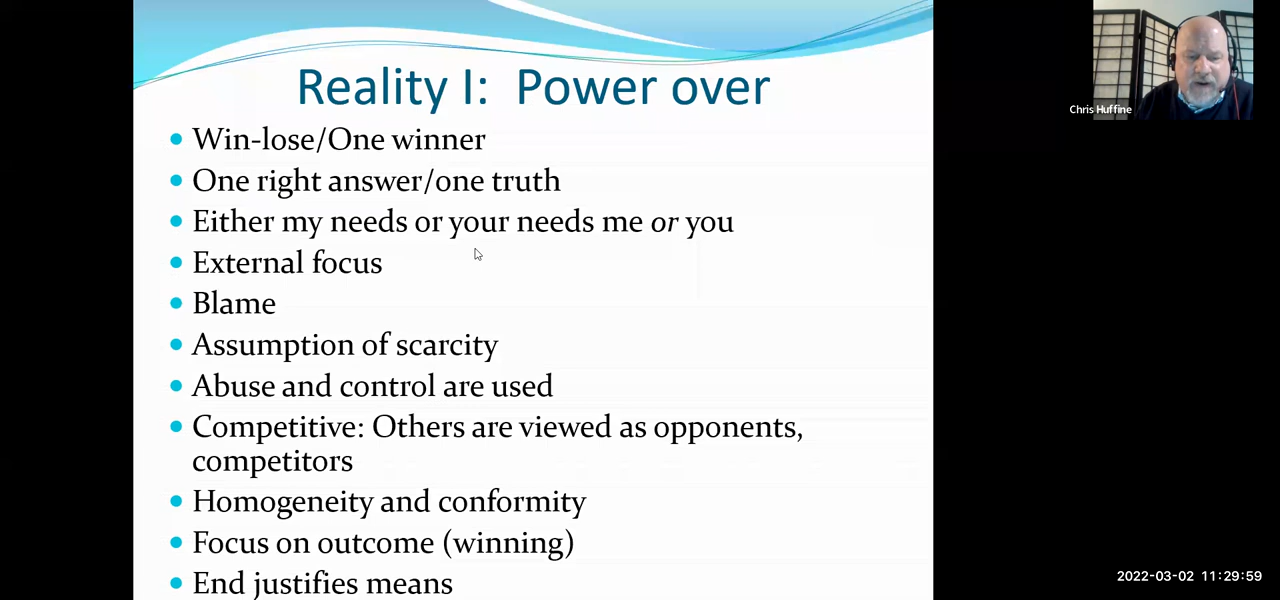 Reality I: Power over
Win-lose/One winner
One right answer/one truth
Either my needs or your needs me or you
External focus
Blame
Assumption of scarcity
Abuse and control are used
Competitive: Others are viewed as opponents,
competitors
Homogeneity and conformity
Focus on outcome (winning)
End justifies means
Chris Huffine
2022-03-02 11:29:59